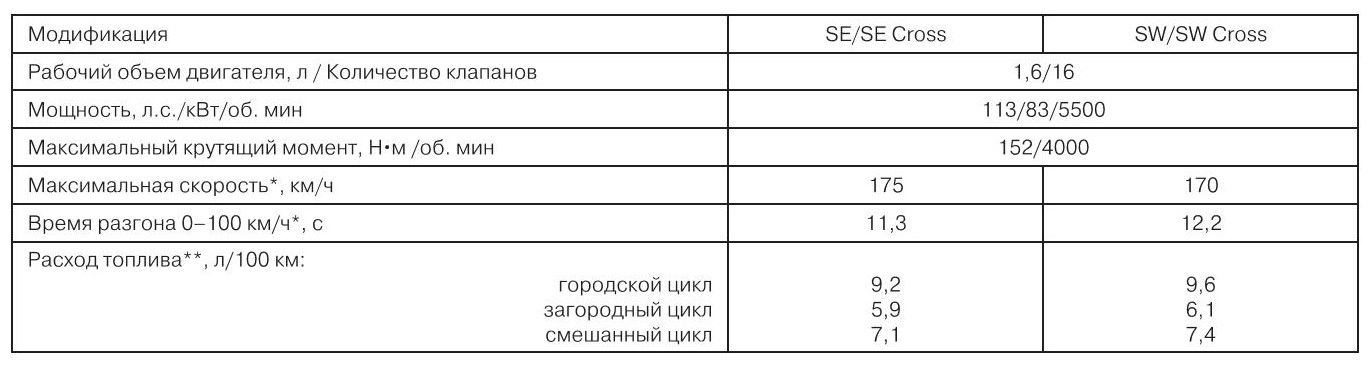 Модификация SE/SE Cross SW/SW Cross
Рабочий объем двигателя, л / Количество клапанов 1,6/16
Мощность, л.с./кВт/об. мин 113/83/5500
Максимальный крутящий момент, Н•м /об. мин 152/4000
Максимальная скорость*, км/ч 175 170
Время разгона 0–100 км/ч*, с 11,3 12,2
Расход топлива**, л/100 км:
городской цикл 9,2 9,6
загородный цикл 5,9 6,1
смешанный цикл 7,1 7,4